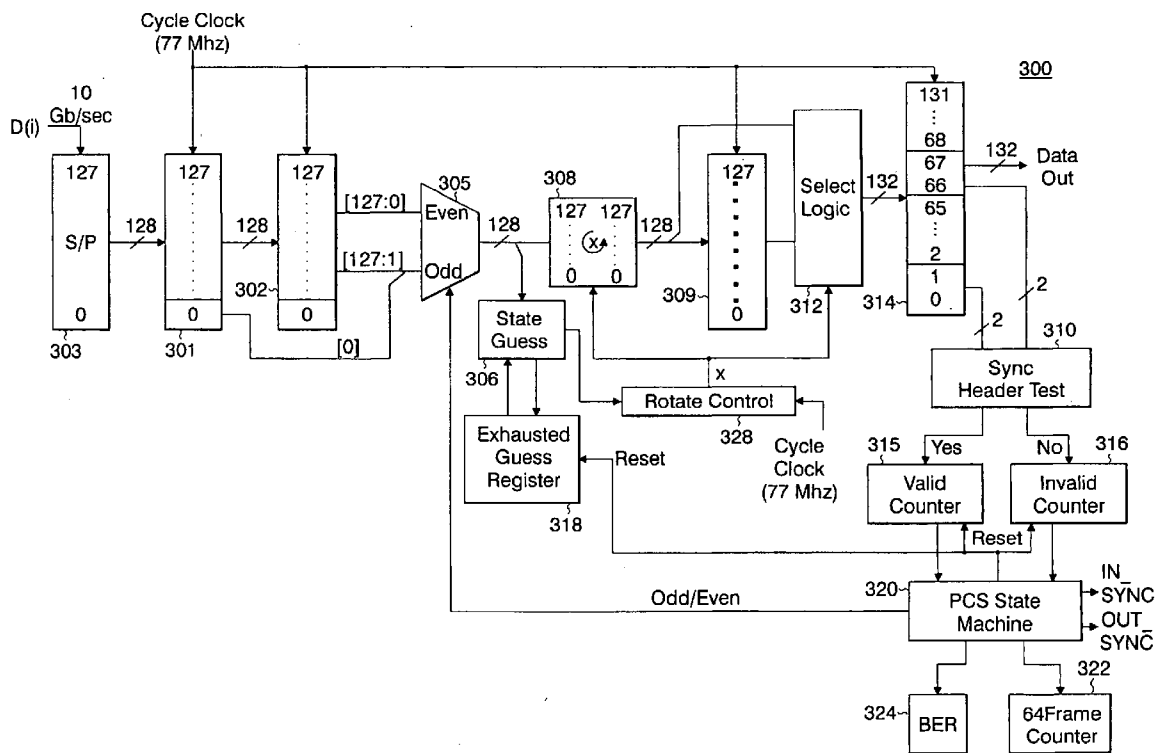 Cycle Clock
(77 Mhz)
300
10
Gb/sec
D(i)
127
S/P
0
303
128
127
0
301
128
127
302
0
[127:0]
[127:1]
[0]
305
Even
Odd
128
308
127 127
x
0 0
128
127
309
0
Select
Logic
312
132
131
68
67
66
65
2
1
0
314
132
Data
Out
2
2
State
Guess
306
Exhausted
Guess
Register
318
Reset
x
Rotate Control
328
Cycle
Clock
(77 Mhz)
310
Sync
Header Test
315
Yes
No
316
Valid
Counter
Invalid
Counter
Reset
Odd/Even
320
PCS State
Machine
IN_
SYNC
OUT_
SYNC
324
BER
322
64Frame
Counter